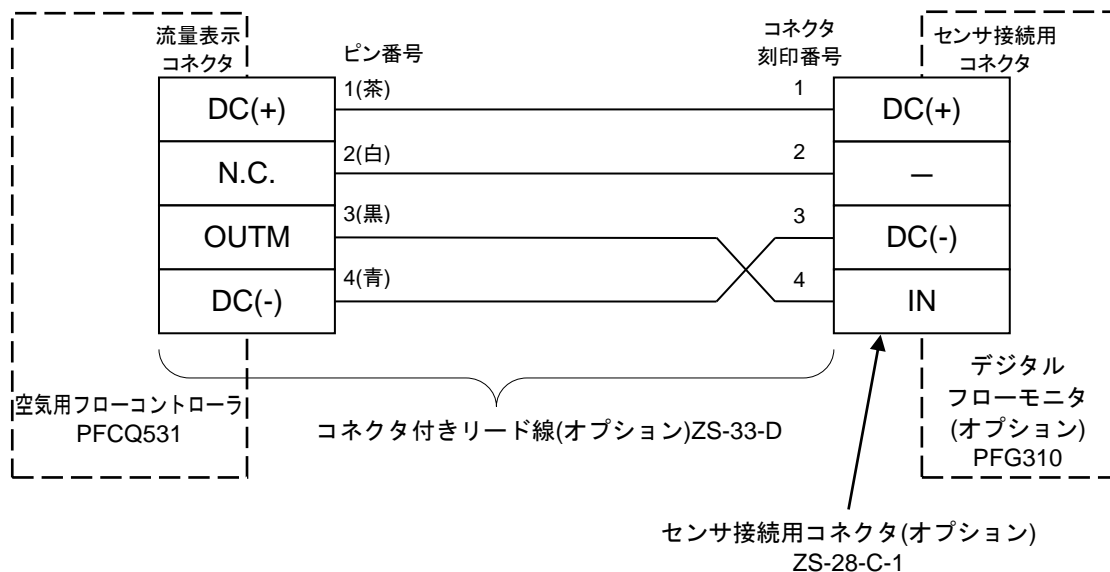 流量表示
コネクタ
ピン番号
コネクタ
刻印番号
センサ接続用
コネクタ
DC(+)
1(茶)
1
DC(+)
N.C.
2(白)
2
—
OUTM
3(黒)
3
DC(-)
DC(-)
4(青)
4
IN
空気用フローコントローラ
PFCQ531
コネクタ付きリード線(オプション)ZS-33-D
デジタル
フローモニタ
(オプション)
PFG310
センサ接続用コネクタ(オプション)
ZS-28-C-1